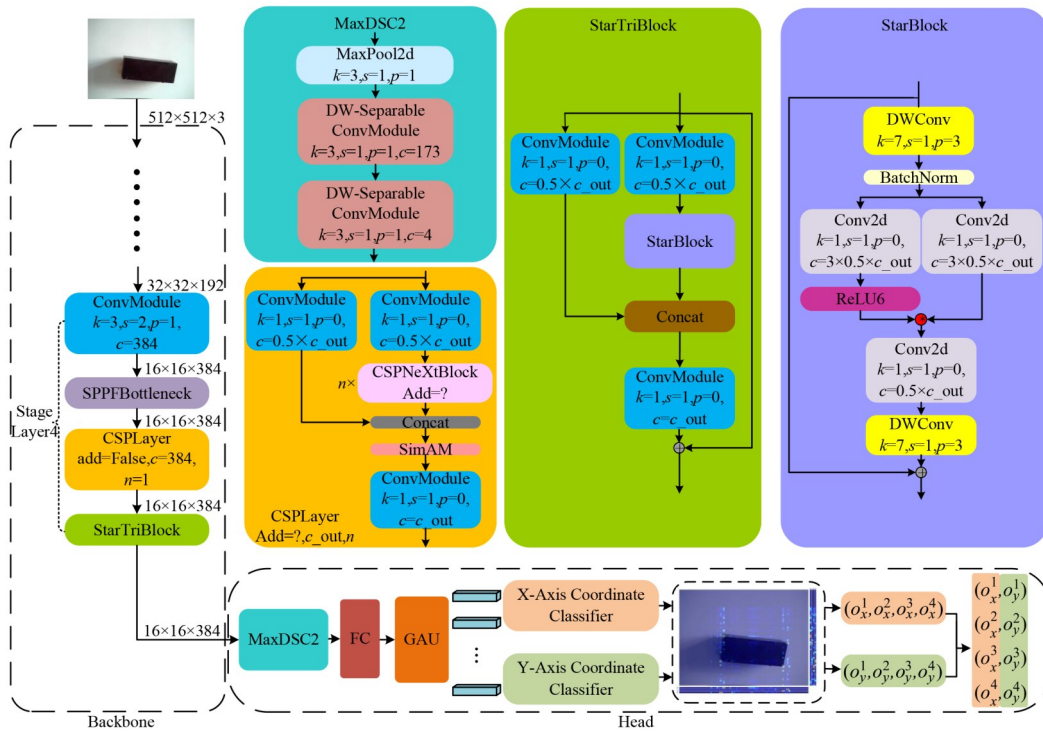 512×512×3
32×32×192
ConvModule
k=3,s=2,p=1,
c=384
16×16×384
SPPFBottleneck
16×16×384
Stage
Layer4
CSPLayer
add=False,c=384,
n=1
16×16×384
StarTriBlock
16×16×384
Backbone
MaxDSC2
MaxPool2d
k=3,s=1,p=1
DW-Separable
ConvModule
k=3,s=1,p=1,c=173
DW-Separable
ConvModule
k=3,s=1,p=1,c=4
ConvModule
k=1,s=1,p=0,
c=0.5×c_out
ConvModule
k=1,s=1,p=0,
c=0.5×c_out
n×
CSPNeXtBlock
Add=?
Concat
SimAM
ConvModule
k=1,s=1,p=0,
c=c_out
CSPLayer
Add=?,c_out,n
StarTriBlock
ConvModule
k=1,s=1,p=0,
c=0.5×c_out
ConvModule
k=1,s=1,p=0,
c=0.5×c_out
StarBlock
Concat
ConvModule
k=1,s=1,p=0,
c=c_out
StarBlock
DWConv
k=7,s=1,p=3
BatchNorm
Conv2d
k=1,s=1,p=0,
c=3×0.5×c_out
Conv2d
k=1,s=1,p=0,
c=3×0.5×c_out
ReLU6
Conv2d
k=1,s=1,p=0,
c=0.5×c_out
DWConv
k=7,s=1,p=3
MaxDSC2
FC
GAU
X-Axis Coordinate
Classifier
Y-Axis Coordinate
Classifier
(o_x^1,o_x^2,o_x^3,o_x^4)
(o_y^1,o_y^2,o_y^3,o_y^4)
(o_x^1,o_y^1)
(o_x^2,o_y^2)
(o_x^3,o_y^3)
(o_x^4,o_y^4)
Head